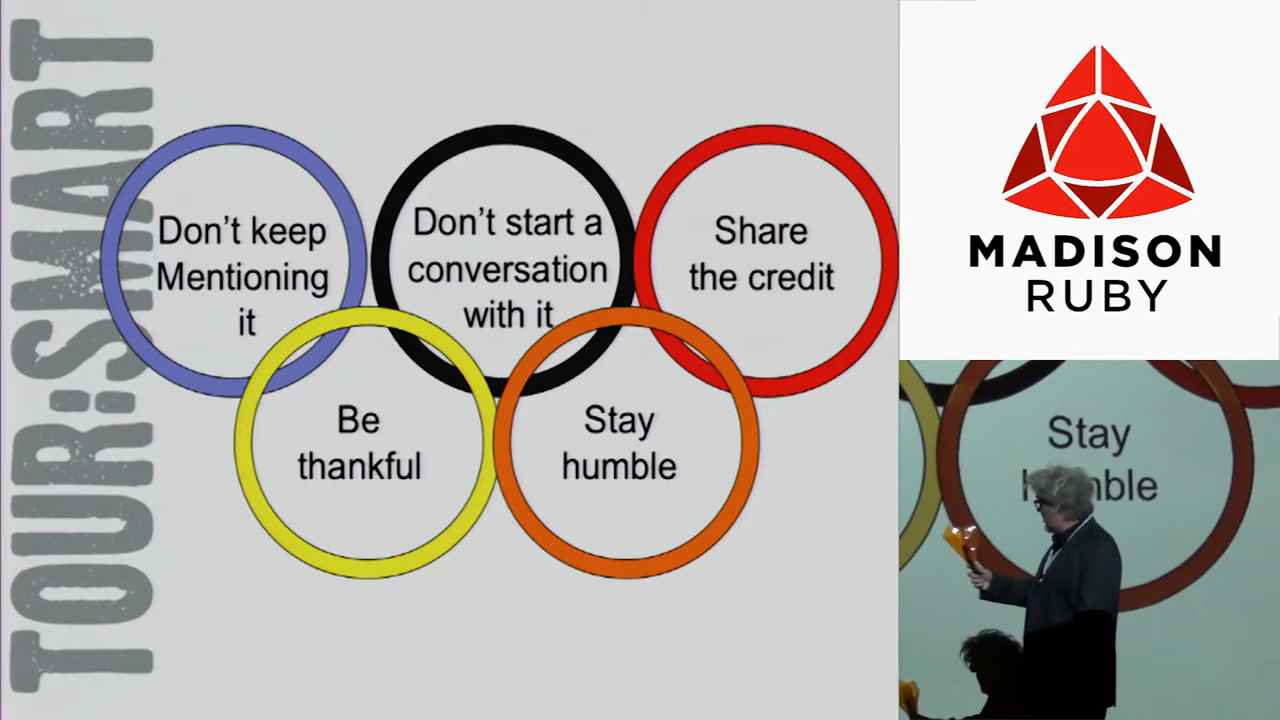 TOUR:SMART
Don't keep
Mentioning
it
Don't start a
conversation
with it
Share
the credit
Be
thankful
Stay
humble
MADISON
RUBY
Stay
humble